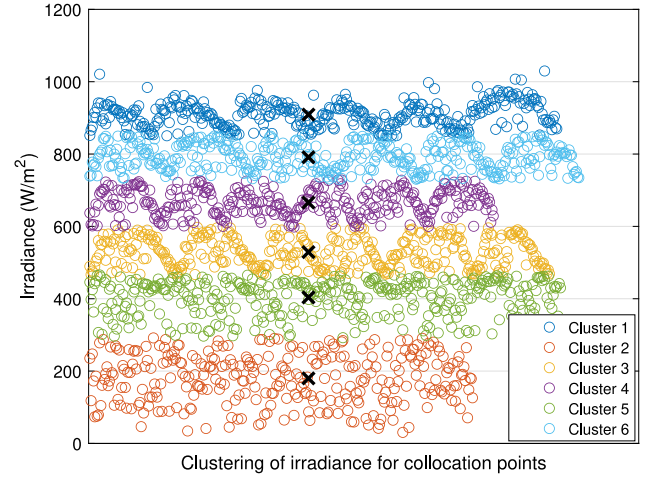 1200
1000
800
600
400
200
0
Irradiance (W/m²)
Cluster 1
Cluster 2
Cluster 3
Cluster 4
Cluster 5
Cluster 6
Clustering of irradiance for collocation points